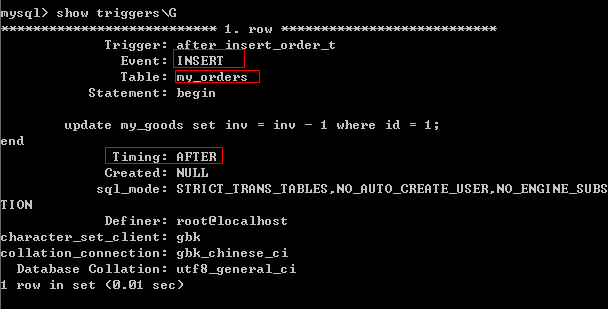 mysql> show triggers\G
*************************** 1. row ***************************
Trigger: after_insert_order_t
Event: INSERT
Table: my_orders
Statement: begin
update my_goods set inv = inv - 1 where id = 1;
end
Timing: AFTER
Created: NULL
sql_mode: STRICT_TRANS_TABLES,NO_AUTO_CREATE_USER,NO_ENGINE_SUBS
TION
Definer: root@localhost
character_set_client: gbk
collation_connection: gbk_chinese_ci
Database Collation: utf8_general_ci
1 row in set (0.01 sec)